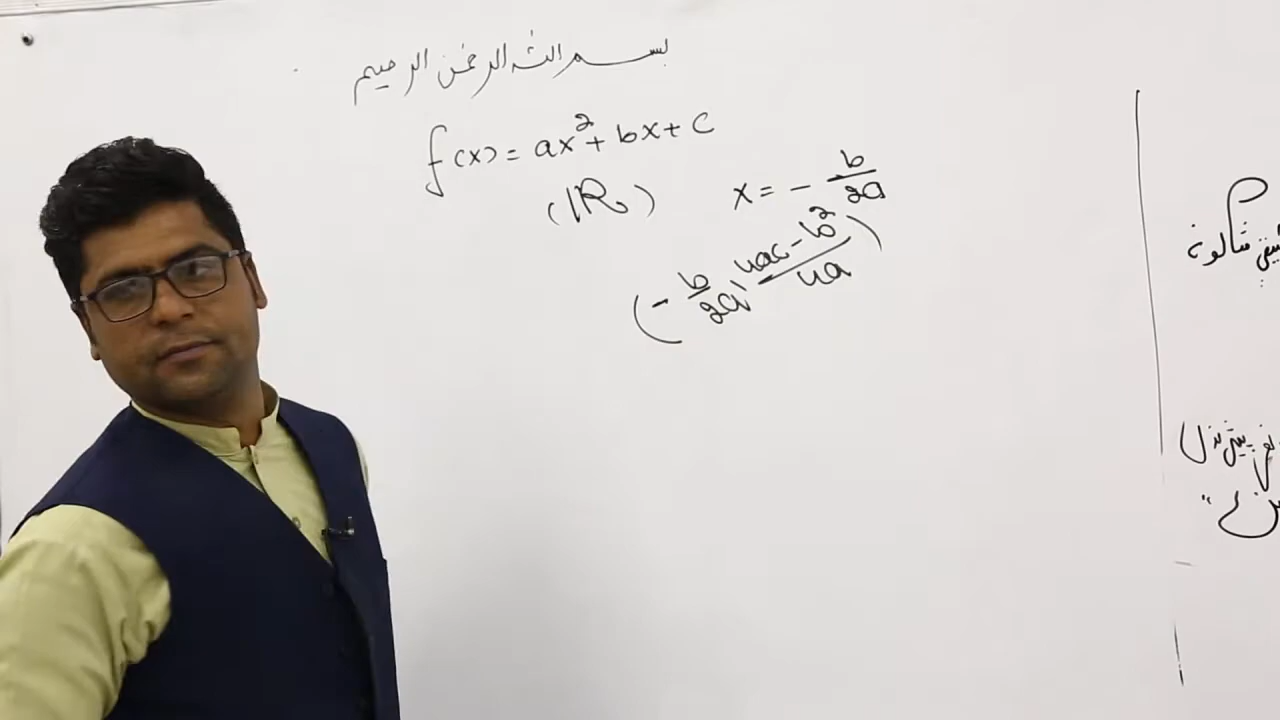 بسم الله الرحمن الرحیم
f(x) = ax² + bx + c
(IR) x = - b/2a
(- b/2a, 4ac - b²/4a)